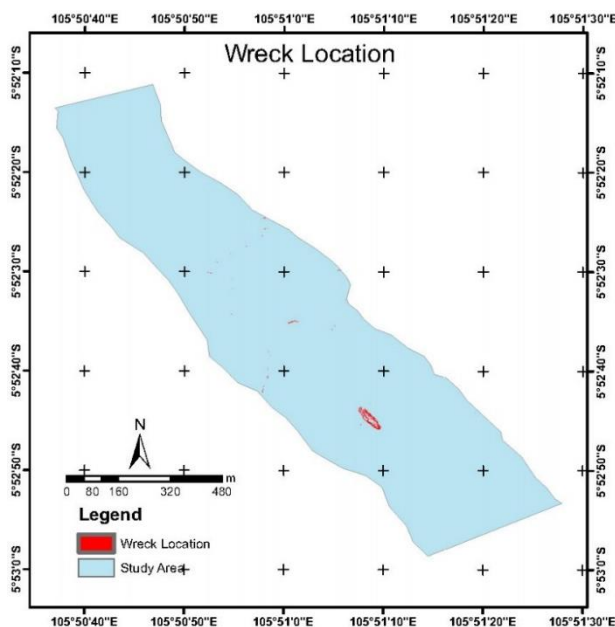 105°50'40"E 105°50'50"E 105°51'0"E 105°51'10"E 105°51'20"E 105°51'30"E
Wreck Location
5°52'10"S 5°52'10"S
5°52'20"S 5°52'20"S
5°52'30"S 5°52'30"S
5°52'40"S 5°52'40"S
N
5°52'50"S 5°52'50"S
m
0 80 160 320 480
Legend
Wreck Location
Study Area
5°53'0"S 5°53'0"S
105°50'40"E 105°50'50"E 105°51'0"E 105°51'10"E 105°51'20"E 105°51'30"E